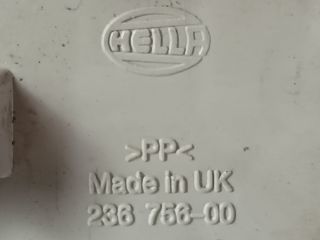 HELLA
>PP<
Made in UK
236 756-00